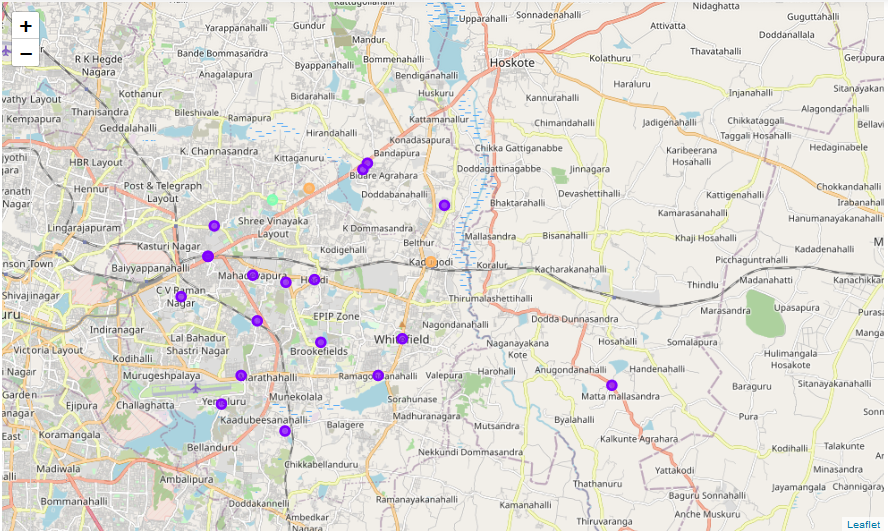 Kattugollahalli
Upparahalli
Sonnadenahalli
Nidaghatta
Guguttahalli
+
−
Yarappanahalli
Gundur
Attivatta
Doddanallala
Mandur
Bande Bommasandra
Bommenahalli
Thavatahalli
R K Hegde
Nagara
Byappanahalli
Hoskote
Kolathuru
Gerupura
Anagalapura
Bendiganahalli
Haraluru
Kothanur
Bidarahalli
Huskuru
Kannurahalli
Injanahalli
Sitanayakan
vathy Layout
Thanisandra
Bileshivale
Alagondanahalli
l Kempapura
Ramapura
Kattamanallur
Chimandahalli
Jadigenahalli
Chikkataggali
Geddalahalli
Hirandahalli
Taggali Hosahalli
Bellavi
Konadasapura
Chikka Gattiganabbe
Karibeerana
Hosahalli
Hedaginabele
K. Channasandra
Kittaganuru
Bandapura
HBR Layout
Doddagattinagabbe
Jinnagara
Bidare Agrahara
Hennur
Post & Telegraph
Layout
Doddabanahalli
Devashettihalli
Kattigenahalli
Chokkandahalli
Bhaktarahalli
Irabanahalli
Kamarasanahalli
Hanumanayakanahalli
Lingarajapuram
Shree Vinayaka
Layout
K Dommasandra
Mallasandra
Bisanahalli
Khaji Hosahalli
Kasturi Nagar
Kodigehalli
Belthur
Kadadenahalli
nson Town
Baiyyappanahalli
Kadugodi
Koralur
Kacharakanahalli
Picchaguntrahalli
Mahadevapura
Hoodi
Thindlu
Madanahatti
Kanachikkan
Shivajinagar
C V Raman
Nagar
Thirumalashettihalli
Marasandra
Upasapura
uru
Indiranagar
EPIP Zone
Nagondanahalli
Dodda Dunnasandra
Parasan
Lal Bahadur
Shastri Nagar
Whitefield
Naganayakana
Kote
Hosahalli
Somalapura
Victoria Layout
Brookefields
Hulimangala
Hosakote
Kodihalli
Murugeshpalaya
Marathahalli
Ramagondanahalli
Valepura
Harohalli
Anugondanahalli
Handenahalli
Baraguru
Sitanayakanahalli
Garden
Ejipura
Challaghatta
Yemaluru
Munekolala
Sorahunase
Matta mallasandra
anagar
Kaadubeesanahalli
Madhuranagara
Byalahalli
Pura
East
Koramangala
Balagere
Mutsandra
Kalkunte Agrahara
Talakunte
Bellanduru
Nekkundi Dommasandra
Kodihalli
Madiwala
Chikkabellanduru
Yattakodi
Minasandra
Ambalipura
Thathanuru
Jayamangala
Channigaray
Bommanahalli
Doddakannelli
Ramanayakanahalli
Kamanahalli
Baguru Sonnahalli
Ambedkar
Nagar
Thiruvaranga
Anche Muskuru
Leaflet